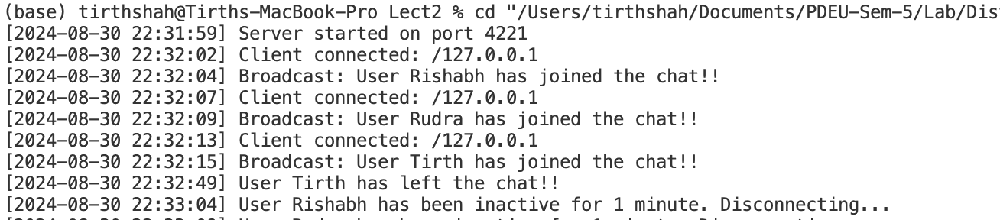 (base) tirthshah@Tirths-MacBook-Pro Lect2 % cd "/Users/tirthshah/Documents/PDEU-Sem-5/Lab/Dis
[2024-08-30 22:31:59] Server started on port 4221
[2024-08-30 22:32:02] Client connected: /127.0.0.1
[2024-08-30 22:32:04] Broadcast: User Rishabh has joined the chat!!
[2024-08-30 22:32:07] Client connected: /127.0.0.1
[2024-08-30 22:32:09] Broadcast: User Rudra has joined the chat!!
[2024-08-30 22:32:13] Client connected: /127.0.0.1
[2024-08-30 22:32:15] Broadcast: User Tirth has joined the chat!!
[2024-08-30 22:32:49] User Tirth has left the chat!!
[2024-08-30 22:33:04] User Rishabh has been inactive for 1 minute. Disconnecting...